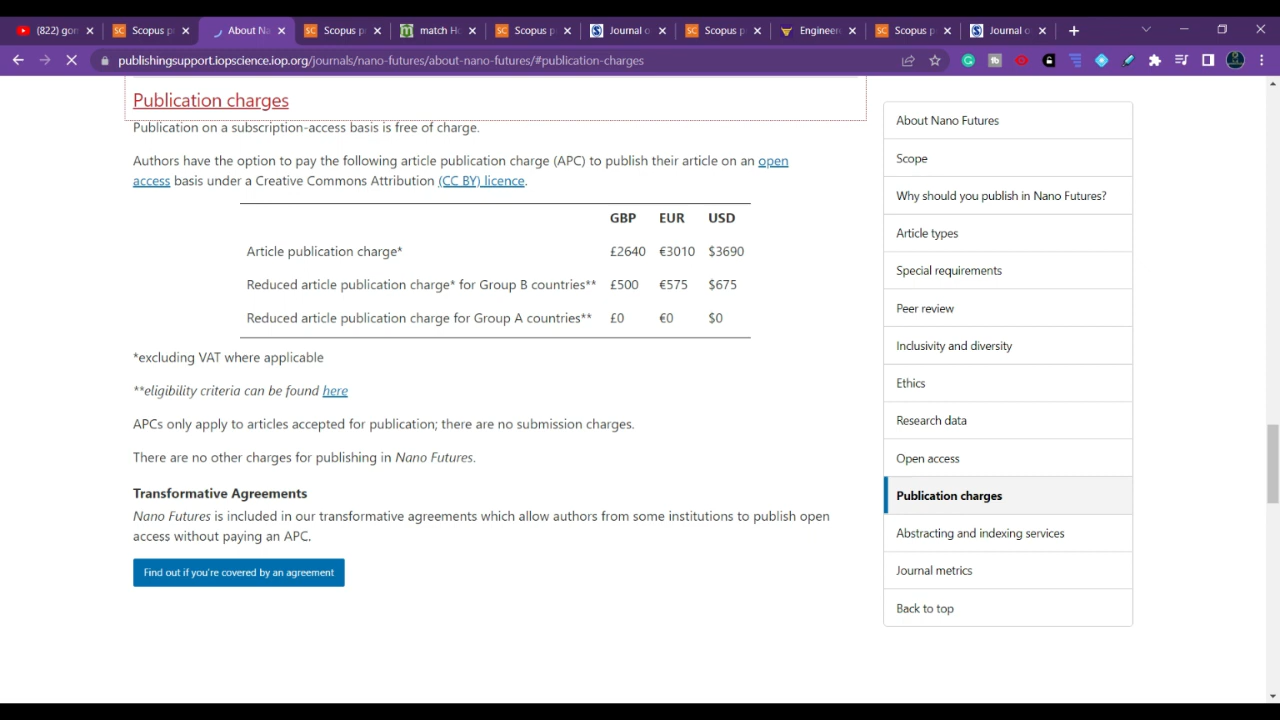 (822) gor
Scopus p
About Na
Scopus p
match H
Scopus p
Journal o
Scopus p
Engineer
Scopus p
Journal o
publishingsupport.iopscience.iop.org/journals/nano-futures/about-nano-futures/#publication-charges
Publication charges
Publication on a subscription-access basis is free of charge.
Authors have the option to pay the following article publication charge (APC) to publish their article on an open
access basis under a Creative Commons Attribution (CC BY) licence.
GBP EUR USD
Article publication charge* £2640 €3010 $3690
Reduced article publication charge* for Group B countries** £500 €575 $675
Reduced article publication charge for Group A countries** £0 €0 $0
*excluding VAT where applicable
**eligibility criteria can be found here
APCs only apply to articles accepted for publication; there are no submission charges.
There are no other charges for publishing in Nano Futures.
Transformative Agreements
Nano Futures is included in our transformative agreements which allow authors from some institutions to publish open
access without paying an APC.
Find out if you're covered by an agreement
About Nano Futures
Scope
Why should you publish in Nano Futures?
Article types
Special requirements
Peer review
Inclusivity and diversity
Ethics
Research data
Open access
Publication charges
Abstracting and indexing services
Journal metrics
Back to top